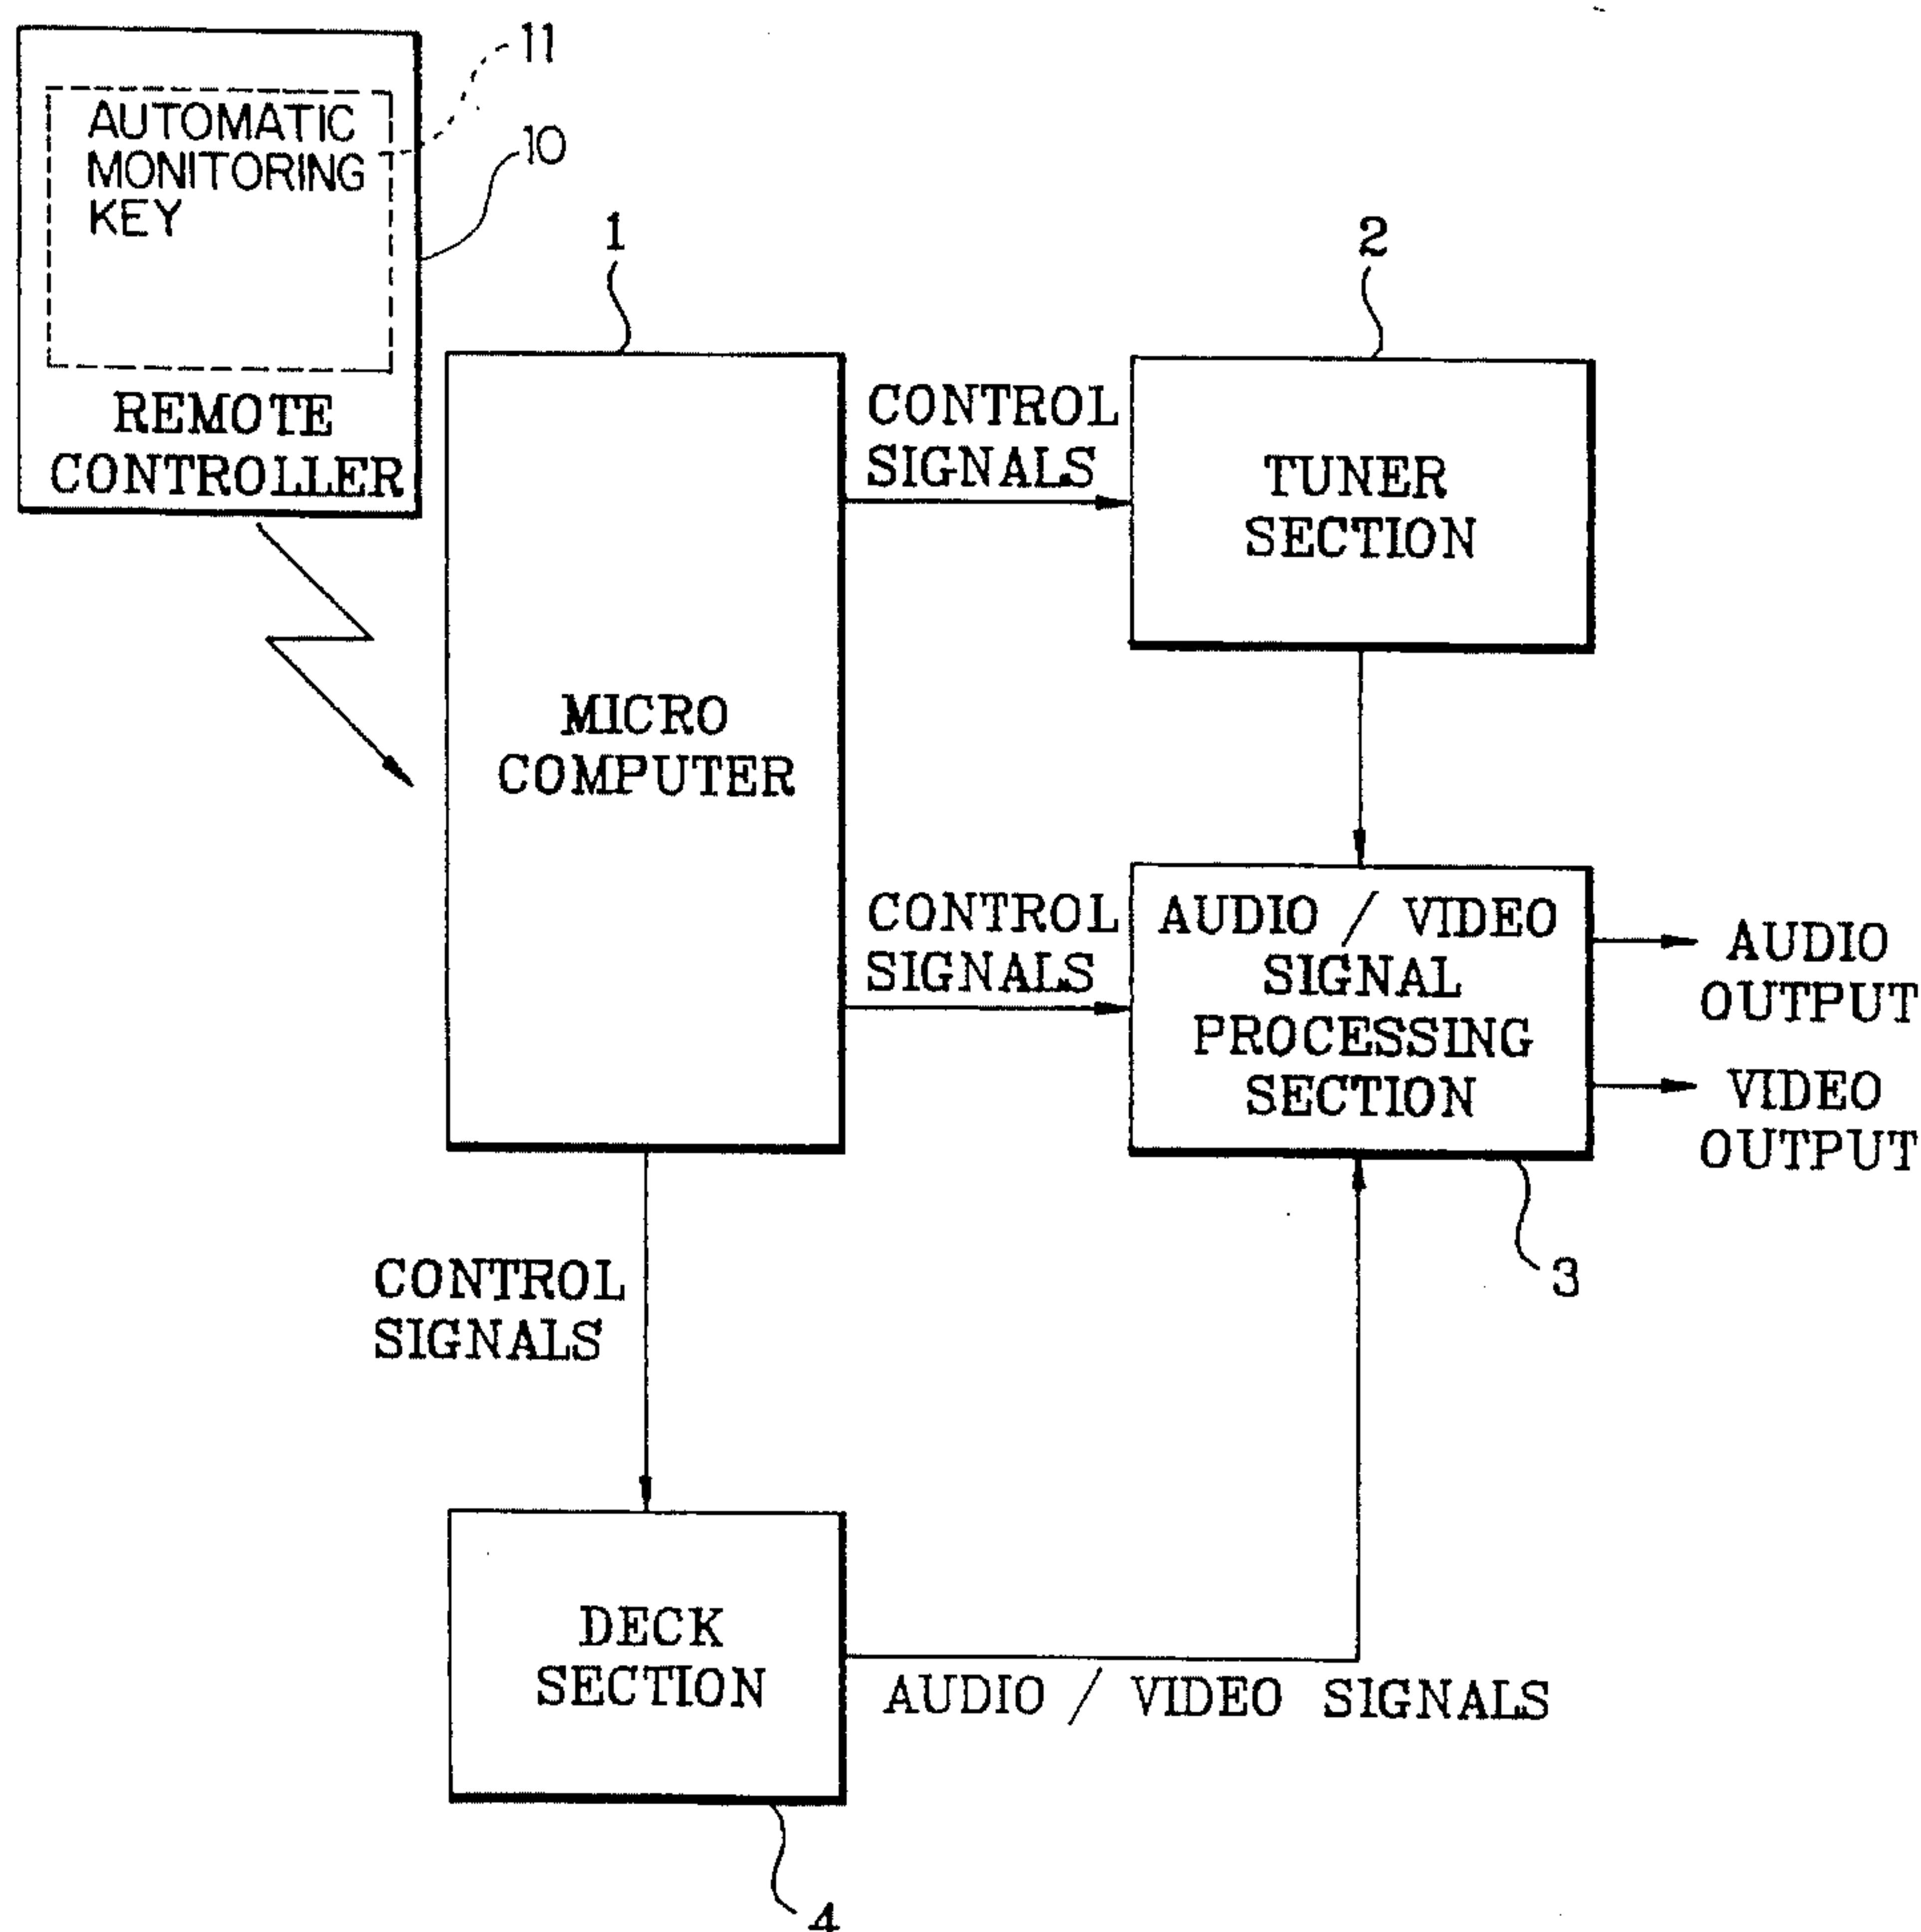 11
AUTOMATIC
MONITORING
KEY
10
REMOTE
CONTROLLER
1
2
CONTROL
SIGNALS
TUNER
SECTION
MICRO
COMPUTER
CONTROL
SIGNALS
AUDIO / VIDEO
SIGNAL
PROCESSING
SECTION
AUDIO
OUTPUT
VIDEO
OUTPUT
3
CONTROL
SIGNALS
DECK
SECTION
AUDIO / VIDEO SIGNALS
4